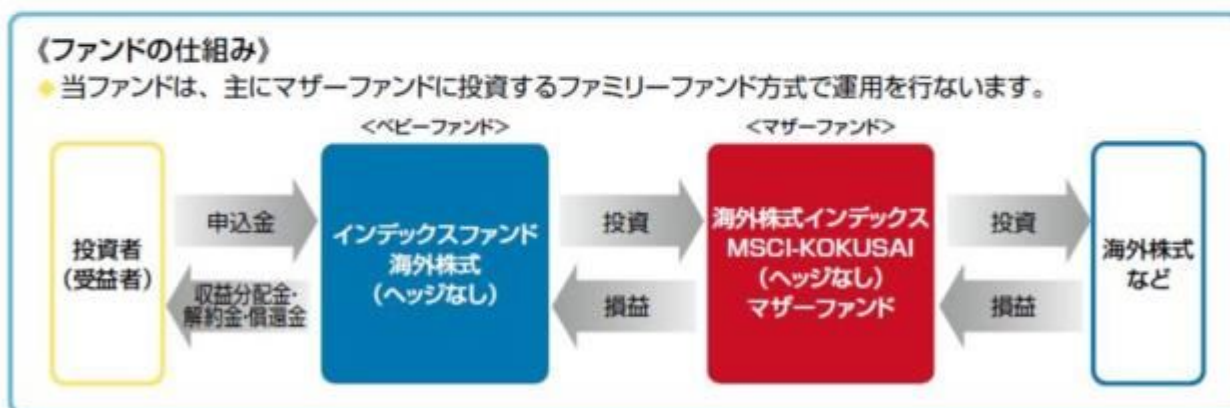 《ファンドの仕組み》
◆当ファンドは、主にマザーファンドに投資するファミリーファンド方式で運用を行ないます。
<ベビーファンド>
<マザーファンド>
投資者
(受益者)
申込金
収益分配金・
解約金・償還金
インデックスファンド
海外株式
(ヘッジなし)
投資
損益
海外株式インデックス
MSCI-KOKUSAI
(ヘッジなし)
マザーファンド
投資
損益
海外株式
など